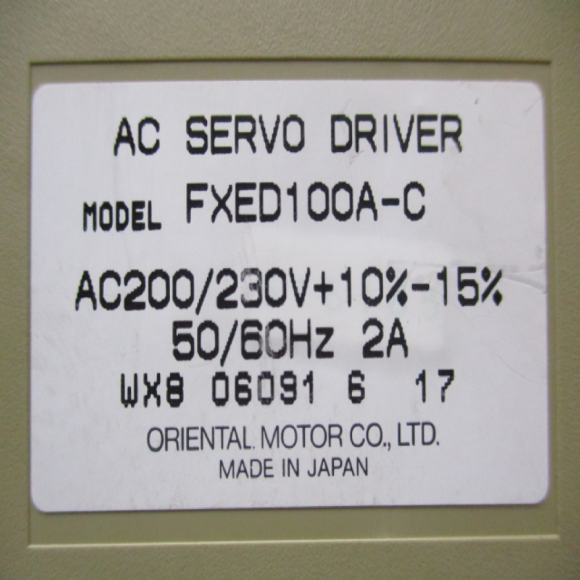 AC SERVO DRIVER
MODEL FXED100A-C
AC200/230V+10%-15%
50/60Hz 2A
WX8 06091 6 17
ORIENTAL MOTOR CO., LTD.
MADE IN JAPAN